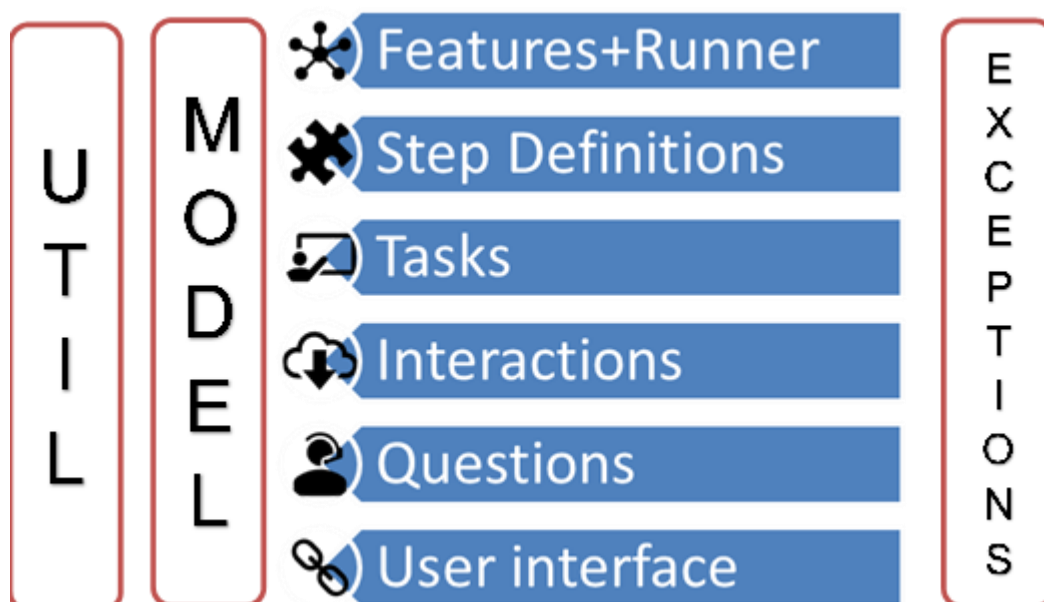 UTIL
MODEL
Features+Runner
Step Definitions
Tasks
Interactions
Questions
User interface
EXCEPTIONS